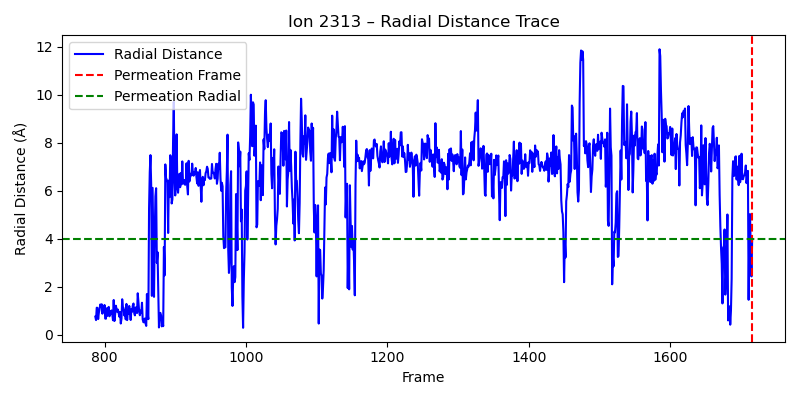 Ion 2313 – Radial Distance Trace
Radial Distance
Permeation Frame
Permeation Radial
Radial Distance (Å)
12
10
8
6
4
2
0
800
1000
1200
1400
1600
Frame